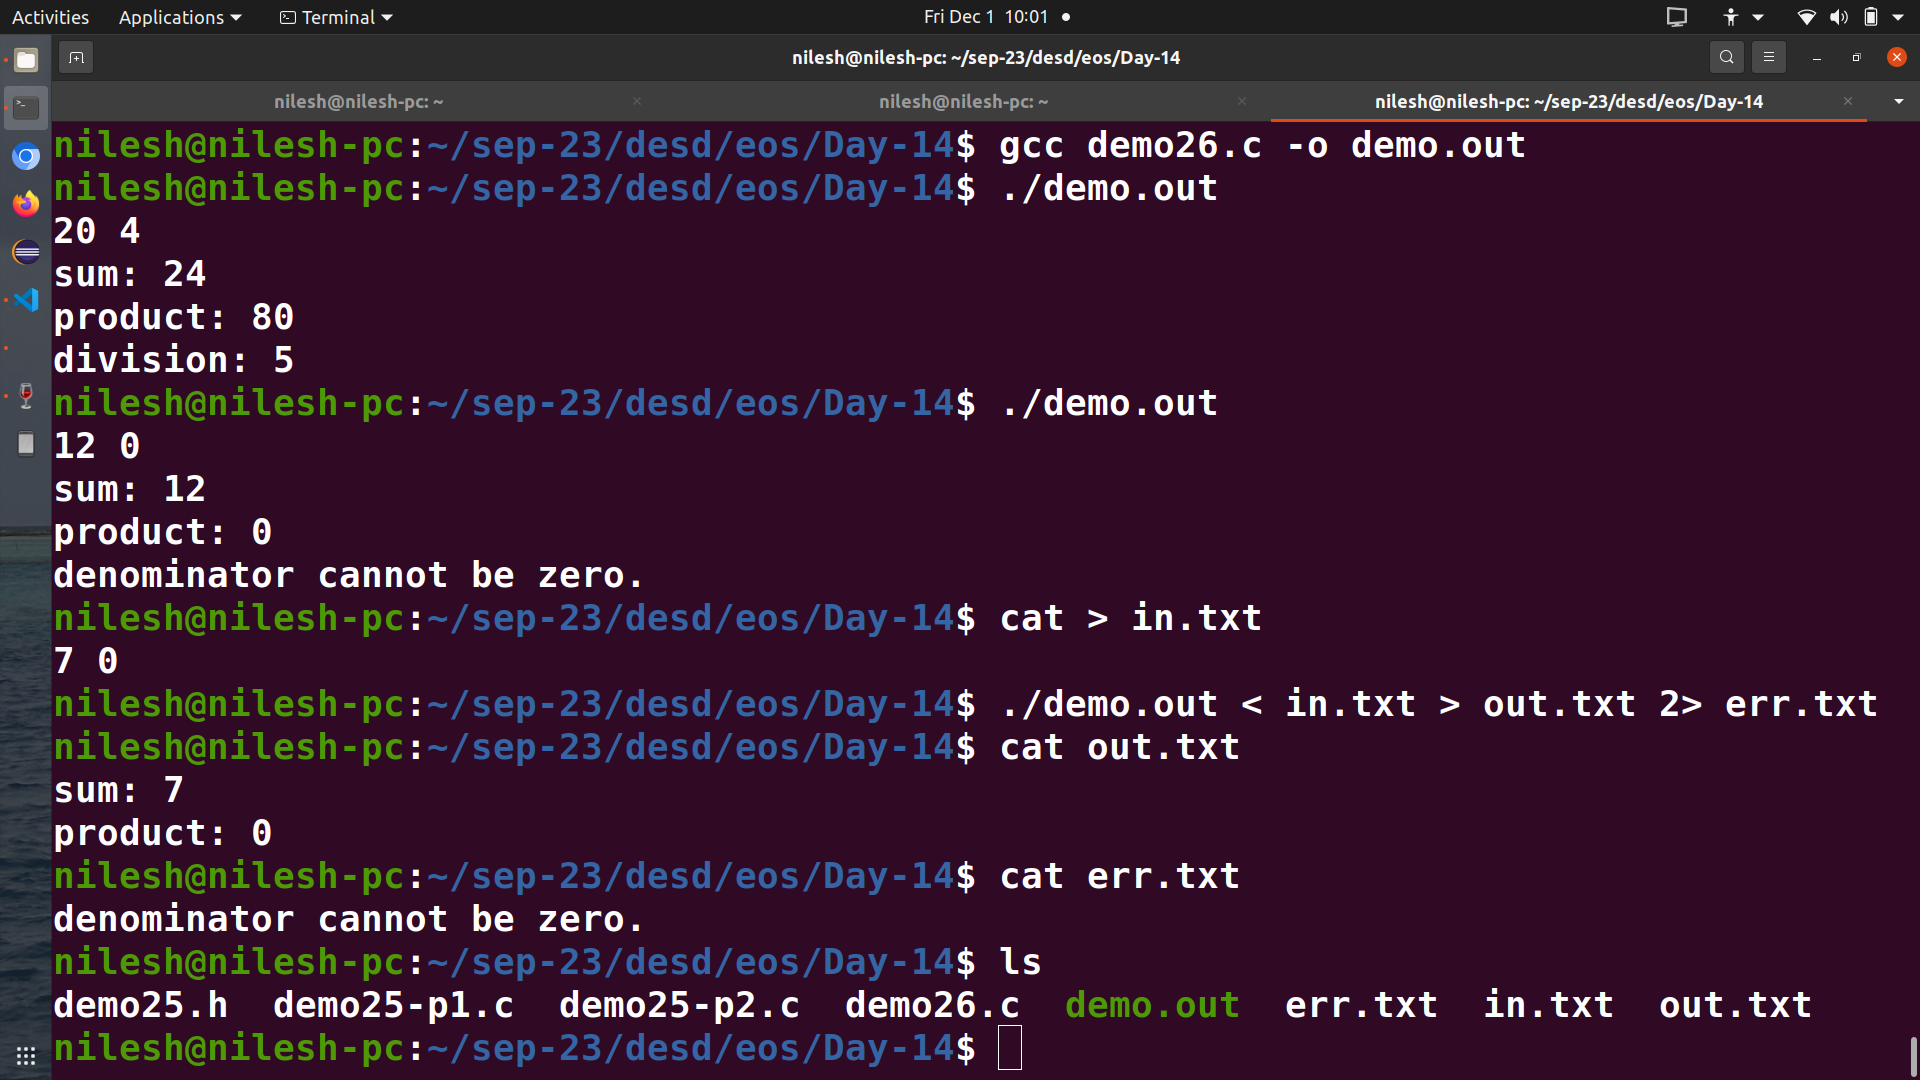 Activities Applications Terminal Fri Dec 1 10:01
nilesh@nilesh-pc: ~/sep-23/desd/eos/Day-14
nilesh@nilesh-pc: ~ nilesh@nilesh-pc: ~ nilesh@nilesh-pc: ~/sep-23/desd/eos/Day-14
nilesh@nilesh-pc:~/sep-23/desd/eos/Day-14$ gcc demo26.c -o demo.out
nilesh@nilesh-pc:~/sep-23/desd/eos/Day-14$ ./demo.out
20 4
sum: 24
product: 80
division: 5
nilesh@nilesh-pc:~/sep-23/desd/eos/Day-14$ ./demo.out
12 0
sum: 12
product: 0
denominator cannot be zero.
nilesh@nilesh-pc:~/sep-23/desd/eos/Day-14$ cat > in.txt
7 0
nilesh@nilesh-pc:~/sep-23/desd/eos/Day-14$ ./demo.out < in.txt > out.txt 2> err.txt
nilesh@nilesh-pc:~/sep-23/desd/eos/Day-14$ cat out.txt
sum: 7
product: 0
nilesh@nilesh-pc:~/sep-23/desd/eos/Day-14$ cat err.txt
denominator cannot be zero.
nilesh@nilesh-pc:~/sep-23/desd/eos/Day-14$ ls
demo25.h demo25-p1.c demo25-p2.c demo26.c demo.out err.txt in.txt out.txt
nilesh@nilesh-pc:~/sep-23/desd/eos/Day-14$